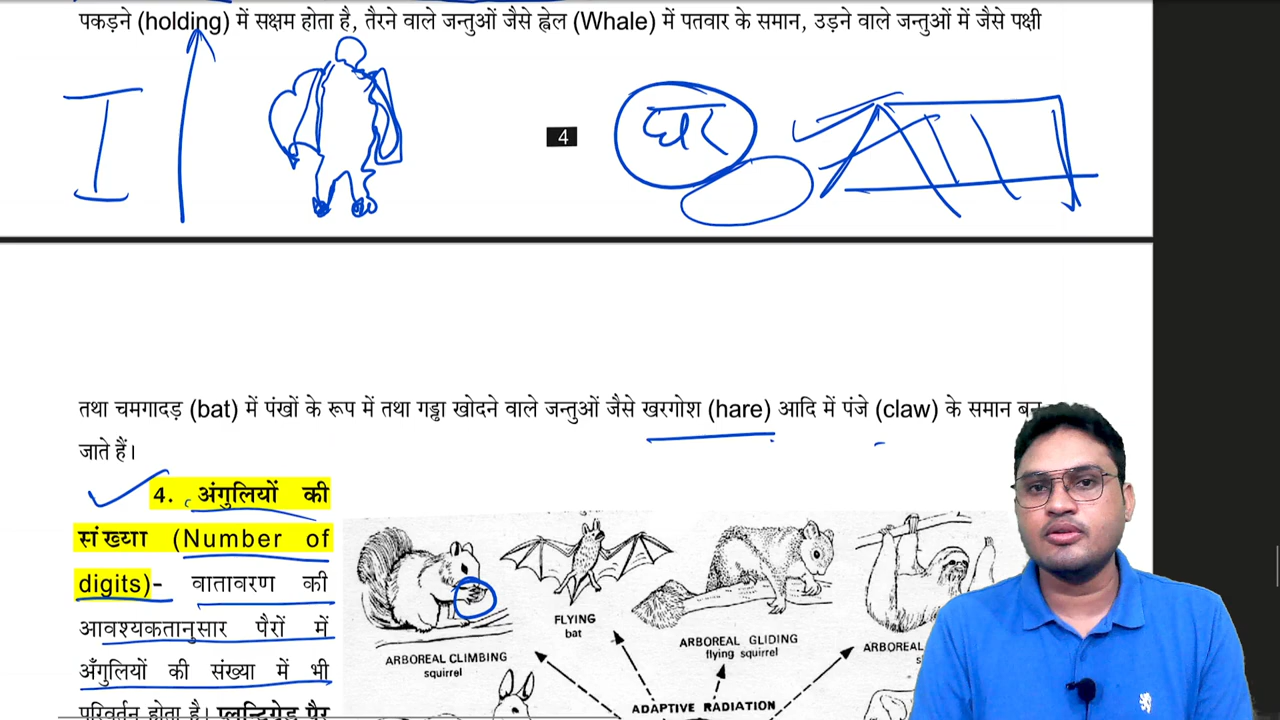 पकड़ने (holding) में सक्षम होता है, तैरने वाले जन्तुओं जैसे ह्वेल (Whale) में पतवार के समान, उड़ने वाले जन्तुओं में जैसे पक्षी
I
घर
4
तथा चमगादड़ (bat) में पंखों के रूप में तथा गड्ढा खोदने वाले जन्तुओं जैसे खरगोश (hare) आदि में पंजे (claw) के समान बन
जाते हैं।
4. अंगुलियों की
संख्या (Number of
digits)- वातावरण की
आवश्यकतानुसार पैरों में
अँगुलियों की संख्या में भी
परिवर्तन होता है। प्लान्टिग्रेड पैर
ARBOREAL CLIMBING
squirrel
FLYING
bat
ARBOREAL GLIDING
flying squirrel
ARBOREAL
ADAPTIVE RADIATION